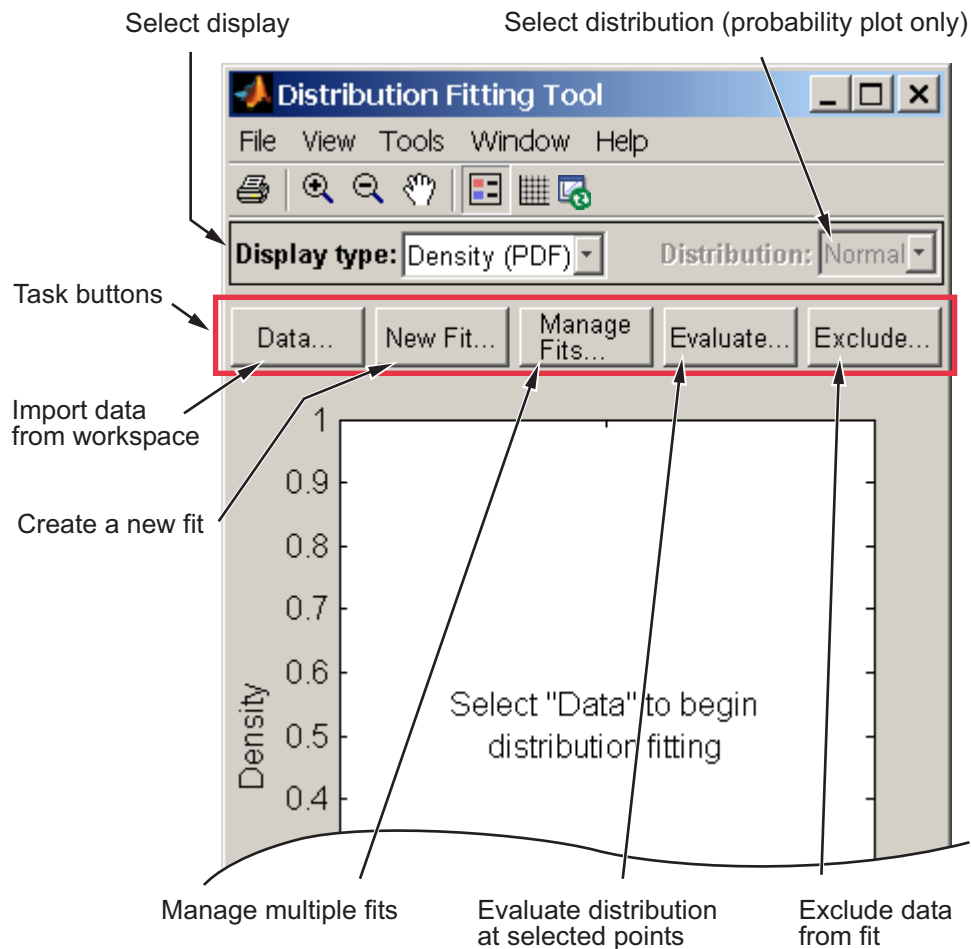 Select display
Select distribution (probability plot only)
Distribution Fitting Tool
File View Tools Window Help
Display type: Density (PDF) Distribution: Normal
Task buttons
Data... New Fit... Manage Fits... Evaluate... Exclude...
Import data
from workspace
Create a new fit
1
0.9
0.8
0.7
0.6
0.5
0.4
Density
Select "Data" to begin
distribution fitting
Manage multiple fits
Evaluate distribution
at selected points
Exclude data
from fit